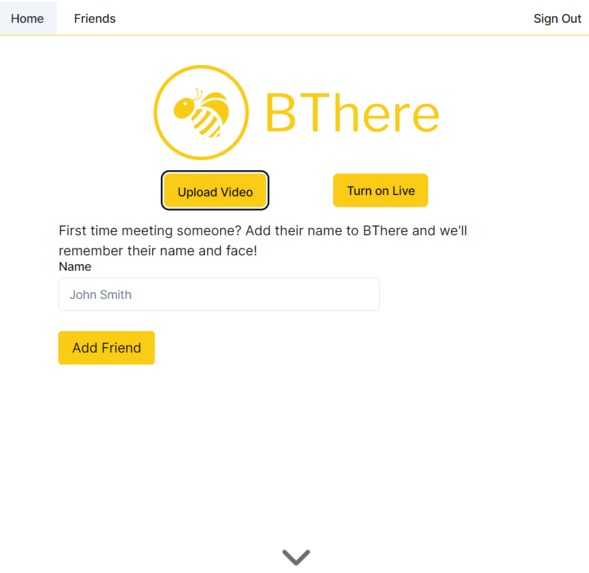 Home Friends Sign Out
BThere
Upload Video Turn on Live
First time meeting someone? Add their name to BThere and we'll
remember their name and face!
Name
John Smith
Add Friend